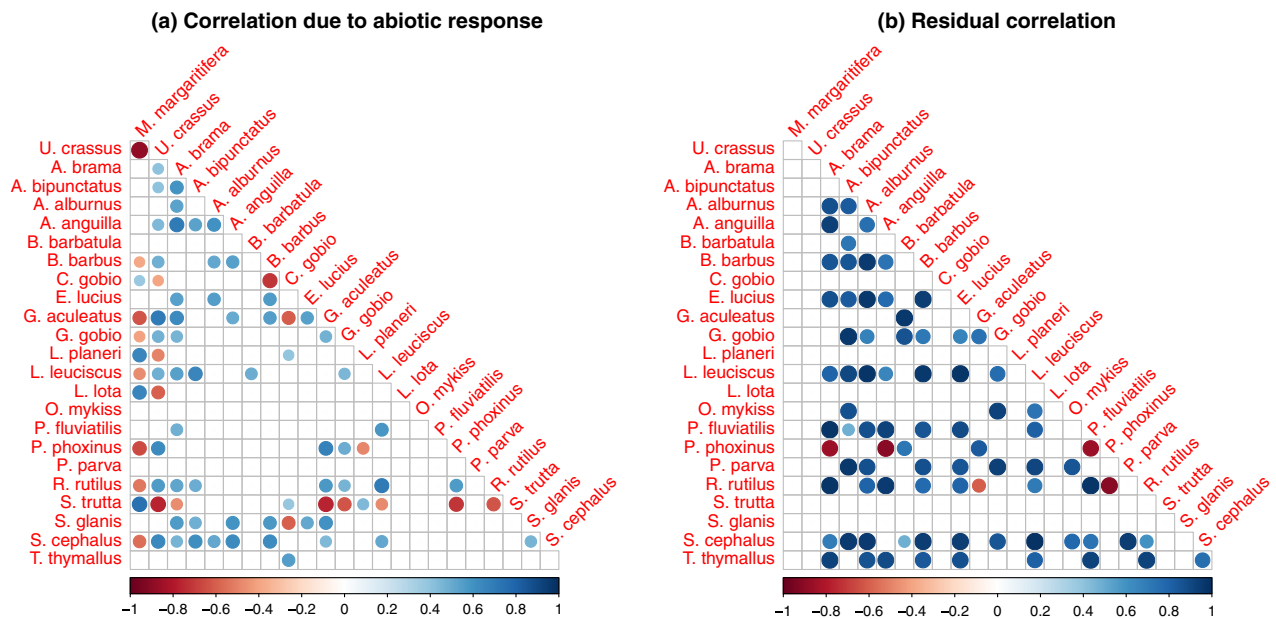 (a) Correlation due to abiotic response
M. margaritifera
U. crassus
A. brama
A. bipunctatus
A. alburnus
A. anguilla
B. barbatula
B. barbus
C. gobio
E. lucius
G. aculeatus
G. gobio
L. planeri
L. leuciscus
L. lota
O. mykiss
P. fluviatilis
P. phoxinus
P. parva
R. rutilus
S. trutta
S. glanis
S. cephalus
U. crassus
A. brama
A. bipunctatus
A. alburnus
A. anguilla
B. barbatula
B. barbus
C. gobio
E. lucius
G. aculeatus
G. gobio
L. planeri
L. leuciscus
L. lota
O. mykiss
P. fluviatilis
P. phoxinus
P. parva
R. rutilus
S. trutta
S. glanis
S. cephalus
T. thymallus
−1 −0.8 −0.6 −0.4 −0.2 0 0.2 0.4 0.6 0.8 1
(b) Residual correlation
M. margaritifera
U. crassus
A. brama
A. bipunctatus
A. alburnus
A. anguilla
B. barbatula
B. barbus
C. gobio
E. lucius
G. aculeatus
G. gobio
L. planeri
L. leuciscus
L. lota
O. mykiss
P. fluviatilis
P. phoxinus
P. parva
R. rutilus
S. trutta
S. glanis
S. cephalus
U. crassus
A. brama
A. bipunctatus
A. alburnus
A. anguilla
B. barbatula
B. barbus
C. gobio
E. lucius
G. aculeatus
G. gobio
L. planeri
L. leuciscus
L. lota
O. mykiss
P. fluviatilis
P. phoxinus
P. parva
R. rutilus
S. trutta
S. glanis
S. cephalus
T. thymallus
−1 −0.8 −0.6 −0.4 −0.2 0 0.2 0.4 0.6 0.8 1